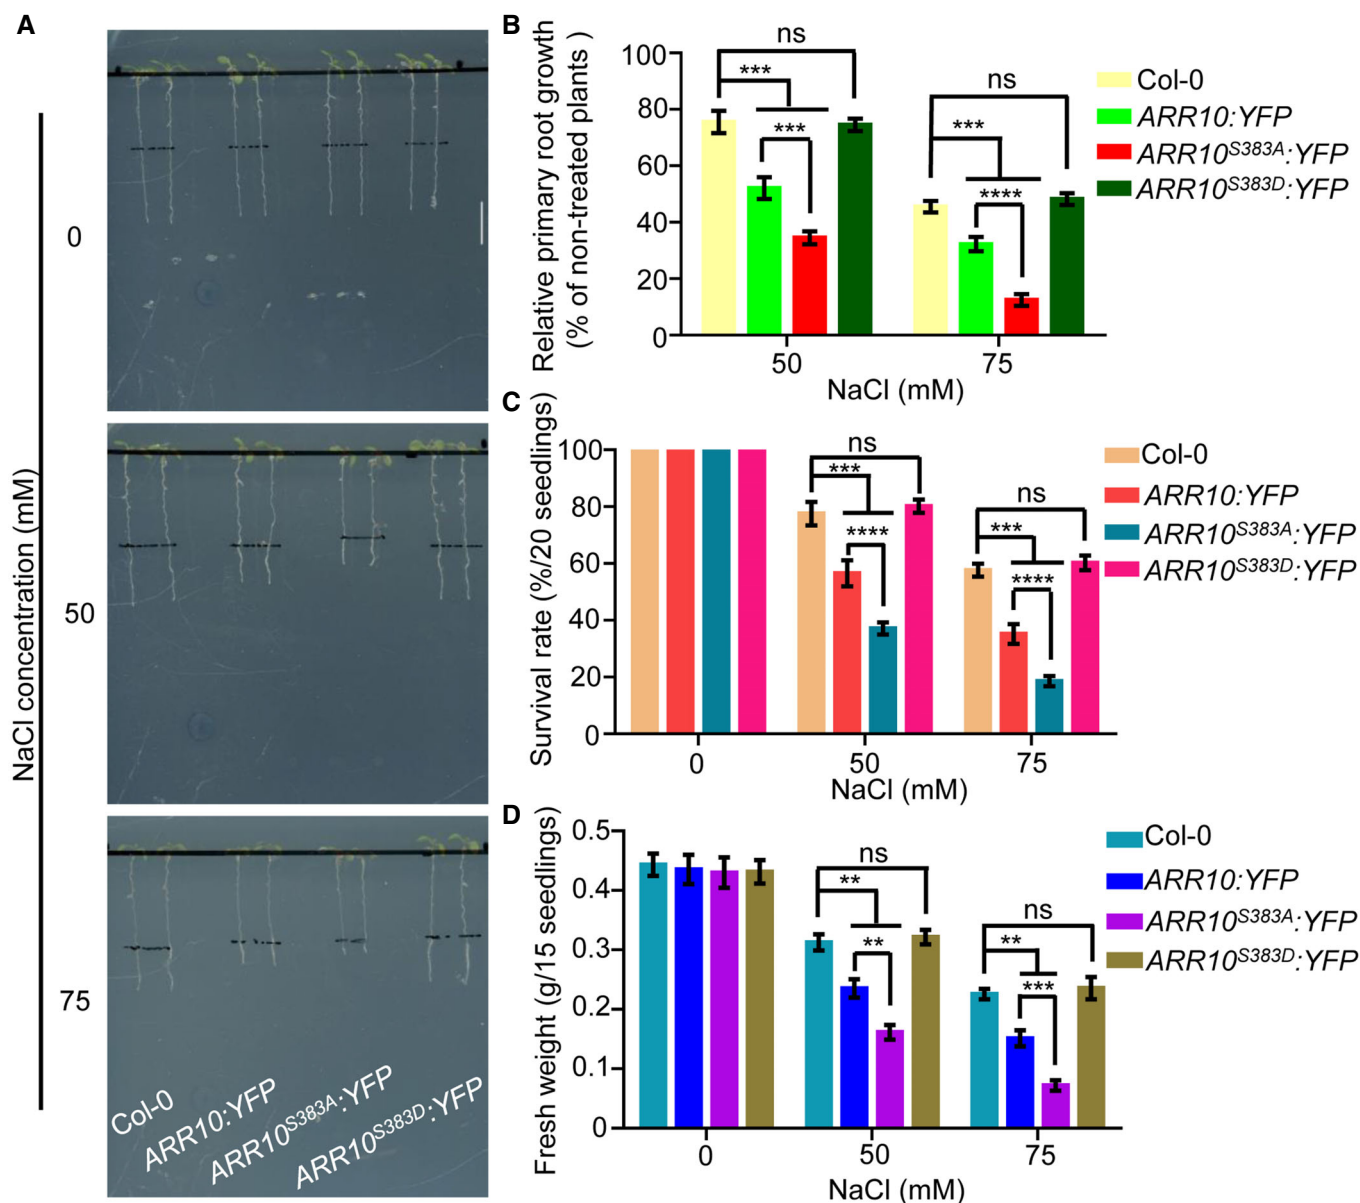 A
NaCl concentration (mM)
0
50
75
Col-0
ARR10:YFP
ARR10S383A:YFP
ARR10S383D:YFP
B
Relative primary root growth
(% of non-treated plants )
100
80
60
40
20
0
ns
***
***
ns
***
****
50
75
NaCl (mM)
Col-0
ARR10:YFP
ARR10S383A:YFP
ARR10S383D:YFP
C
Survival rate (%/20 seedlings)
100
80
60
40
20
0
ns
***
****
ns
***
****
0
50
75
NaCl (mM)
Col-0
ARR10:YFP
ARR10S383A:YFP
ARR10S383D:YFP
D
Fresh weight (g/15 seedlings)
0.5
0.4
0.3
0.2
0.1
0
ns
**
**
ns
**
***
0
50
75
NaCl (mM)
Col-0
ARR10:YFP
ARR10S383A:YFP
ARR10S383D:YFP